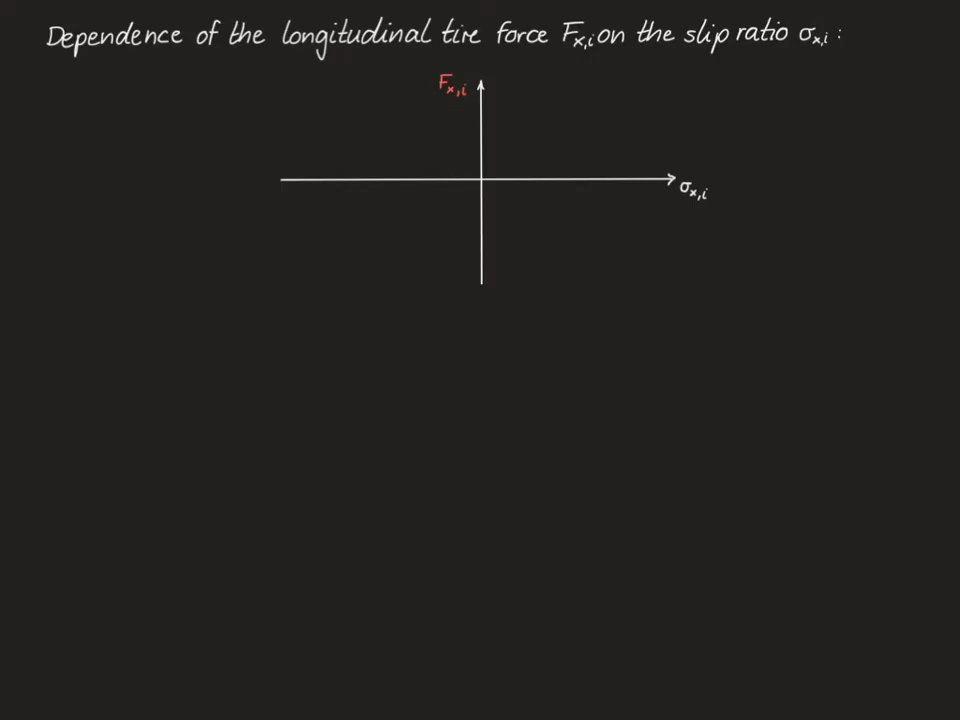 Dependence of the longitudinal tire force Fx,i on the slip ratio σx,i :
Fx,i
σx,i